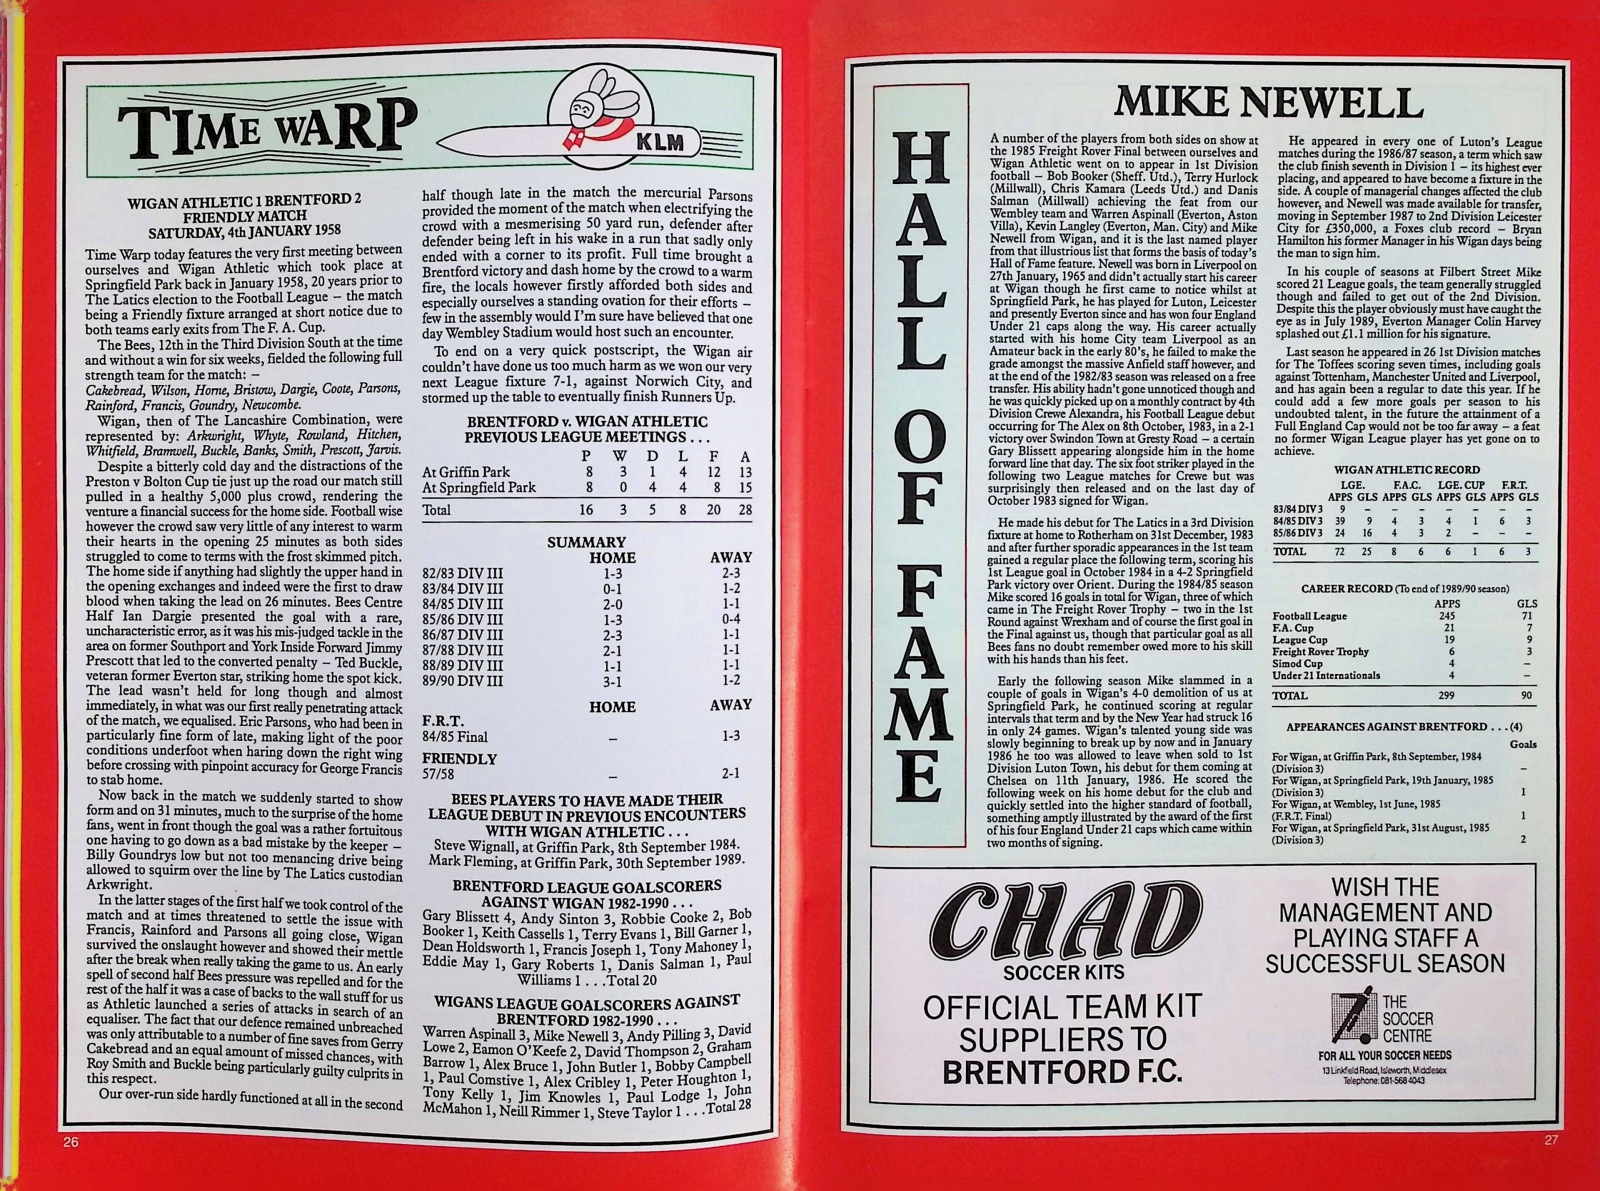 TIME WARP
KLM
WIGAN ATHLETIC 1 BRENTFORD 2
FRIENDLY MATCH
SATURDAY, 4th JANUARY 1958
Time Warp today features the very first meeting between
ourselves and Wigan Athletic which took place at
Springfield Park back in January 1958, 20 years prior to
The Latics election to the Football League – the match
being a Friendly fixture arranged at short notice due to
both teams early exits from The F. A. Cup.
The Bees, 12th in the Third Division South at the time
and without a win for six weeks, fielded the following full
strength team for the match: –
Cakebread, Wilson, Horne, Bristow, Dargie, Coote, Parsons,
Rainford, Francis, Goundry, Newcombe.
Wigan, then of The Lancashire Combination, were
represented by: Arkwright, Whyte, Rowland, Hitchen,
Whitfield, Bramwell, Buckle, Banks, Smith, Prescott, Jarvis.
Despite a bitterly cold day and the distractions of the
Preston v Bolton Cup tie just up the road our match still
pulled in a healthy 5,000 plus crowd, rendering the
venture a financial success for the home side. Football wise
however the crowd saw very little of any interest to warm
their hearts in the opening 25 minutes as both sides
struggled to come to terms with the frost skimmed pitch.
The home side if anything had slightly the upper hand in
the opening exchanges and indeed were the first to draw
blood when taking the lead on 26 minutes. Bees Centre
Half Ian Dargie presented the goal with a rare,
uncharacteristic error, as it was his mis-judged tackle in the
area on former Southport and York Inside Forward Jimmy
Prescott that led to the converted penalty – Ted Buckle,
veteran former Everton star, striking home the spot kick.
The lead wasn't held for long though and almost
immediately, in what was our first really penetrating attack
of the match, we equalised. Eric Parsons, who had been in
particularly fine form of late, making light of the poor
conditions underfoot when haring down the right wing
before crossing with pinpoint accuracy for George Francis
to stab home.
Now back in the match we suddenly started to show
form and on 31 minutes, much to the surprise of the home
fans, went in front though the goal was a rather fortuitous
one having to go down as a bad mistake by the keeper –
Billy Goundrys low but not too menancing drive being
allowed to squirm over the line by The Latics custodian
Arkwright.
In the latter stages of the first half we took control of the
match and at times threatened to settle the issue with
Francis, Rainford and Parsons all going close, Wigan
survived the onslaught however and showed their mettle
after the break when really taking the game to us. An early
spell of second half Bees pressure was repelled and for the
rest of the half it was a case of backs to the wall stuff for us
as Athletic launched a series of attacks in search of an
equaliser. The fact that our defence remained unbreached
was only attributable to a number of fine saves from Gerry
Cakebread and an equal amount of missed chances, with
Roy Smith and Buckle being particularly guilty culprits in
this respect.
Our over-run side hardly functioned at all in the second
half though late in the match the mercurial Parsons
provided the moment of the match when electrifying the
crowd with a mesmerising 50 yard run, defender after
defender being left in his wake in a run that sadly only
ended with a corner to its profit. Full time brought a
Brentford victory and dash home by the crowd to a warm
fire, the locals however firstly afforded both sides and
especially ourselves a standing ovation for their efforts –
few in the assembly would I'm sure have believed that one
day Wembley Stadium would host such an encounter.
To end on a very quick postscript, the Wigan air
couldn't have done us too much harm as we won our very
next League fixture 7-1, against Norwich City, and
stormed up the table to eventually finish Runners Up.
BRENTFORD v. WIGAN ATHLETIC
PREVIOUS LEAGUE MEETINGS . . .
P W D L F A
At Griffin Park 8 3 1 4 12 13
At Springfield Park 8 0 4 4 8 15
Total 16 3 5 8 20 28
SUMMARY
HOME AWAY
82/83 DIV III 1-3 2-3
83/84 DIV III 0-1 1-2
84/85 DIV III 2-0 1-1
85/86 DIV III 1-3 0-4
86/87 DIV III 2-3 1-1
87/88 DIV III 2-1 1-1
88/89 DIV III 1-1 1-1
89/90 DIV III 3-1 1-2
HOME AWAY
F.R.T.
84/85 Final – 1-3
FRIENDLY
57/58 – 2-1
BEES PLAYERS TO HAVE MADE THEIR
LEAGUE DEBUT IN PREVIOUS ENCOUNTERS
WITH WIGAN ATHLETIC . . .
Steve Wignall, at Griffin Park, 8th September 1984.
Mark Fleming, at Griffin Park, 30th September 1989.
BRENTFORD LEAGUE GOALSCORERS
AGAINST WIGAN 1982-1990 . . .
Gary Blissett 4, Andy Sinton 3, Robbie Cooke 2, Bob
Booker 1, Keith Cassells 1, Terry Evans 1, Bill Garner 1,
Dean Holdsworth 1, Francis Joseph 1, Tony Mahoney 1,
Eddie May 1, Gary Roberts 1, Danis Salman 1, Paul
Williams 1 . . .Total 20
WIGANS LEAGUE GOALSCORERS AGAINST
BRENTFORD 1982-1990 . . .
Warren Aspinall 3, Mike Newell 3, Andy Pilling 3, David
Lowe 2, Eamon O'Keefe 2, David Thompson 2, Graham
Barrow 1, Alex Bruce 1, John Butler 1, Bobby Campbell
1, Paul Comstive 1, Alex Cribley 1, Peter Houghton 1,
Tony Kelly 1, Jim Knowles 1, Paul Lodge 1, John
McMahon 1, Neill Rimmer 1, Steve Taylor 1 . . .Total 28
26
HALL OF FAME
MIKE NEWELL
A number of the players from both sides on show at
the 1985 Freight Rover Final between ourselves and
Wigan Athletic went on to appear in 1st Division
football – Bob Booker (Sheff. Utd.), Terry Hurlock
(Millwall), Chris Kamara (Leeds Utd.) and Danis
Salman (Millwall) achieving the feat from our
Wembley team and Warren Aspinall (Everton, Aston
Villa), Kevin Langley (Everton, Man. City) and Mike
Newell from Wigan, and it is the last named player
from that illustrious list that forms the basis of today's
Hall of Fame feature. Newell was born in Liverpool on
27th January, 1965 and didn't actually start his career
at Wigan though he first came to notice whilst at
Springfield Park, he has played for Luton, Leicester
and presently Everton since and has won four England
Under 21 caps along the way. His career actually
started with his home City team Liverpool as an
Amateur back in the early 80's, he failed to make the
grade amongst the massive Anfield staff however, and
at the end of the 1982/83 season was released on a free
transfer. His ability hadn't gone unnoticed though and
he was quickly picked up on a monthly contract by 4th
Division Crewe Alexandra, his Football League debut
occurring for The Alex on 8th October, 1983, in a 2-1
victory over Swindon Town at Gresty Road – a certain
Gary Blissett appearing alongside him in the home
forward line that day. The six foot striker played in the
following two League matches for Crewe but was
surprisingly then released and on the last day of
October 1983 signed for Wigan.
He made his debut for The Latics in a 3rd Division
fixture at home to Rotherham on 31st December, 1983
and after further sporadic appearances in the 1st team
gained a regular place the following term, scoring his
1st League goal in October 1984 in a 4-2 Springfield
Park victory over Orient. During the 1984/85 season
Mike scored 16 goals in total for Wigan, three of which
came in The Freight Rover Trophy – two in the 1st
Round against Wrexham and of course the first goal in
the Final against us, though that particular goal as all
Bees fans no doubt remember owed more to his skill
with his hands than his feet.
Early the following season Mike slammed in a
couple of goals in Wigan's 4-0 demolition of us at
Springfield Park, he continued scoring at regular
intervals that term and by the New Year had struck 16
in only 24 games. Wigan's talented young side was
slowly beginning to break up by now and in January
1986 he too was allowed to leave when sold to 1st
Division Luton Town, his debut for them coming at
Chelsea on 11th January, 1986. He scored the
following week on his home debut for the club and
quickly settled into the higher standard of football,
something amptly illustrated by the award of the first
of his four England Under 21 caps which came within
two months of signing.
He appeared in every one of Luton's League
matches during the 1986/87 season, a term which saw
the club finish seventh in Division 1 – its highest ever
placing, and appeared to have become a fixture in the
side. A couple of managerial changes affected the club
however, and Newell was made available for transfer,
moving in September 1987 to 2nd Division Leicester
City for £350,000, a Foxes club record – Bryan
Hamilton his former Manager in his Wigan days being
the man to sign him.
In his couple of seasons at Filbert Street Mike
scored 21 League goals, the team generally struggled
though and failed to get out of the 2nd Division.
Despite this the player obviously must have caught the
eye as in July 1989, Everton Manager Colin Harvey
splashed out £1.1 million for his signature.
Last season he appeared in 26 1st Division matches
for The Toffees scoring seven times, including goals
against Tottenham, Manchester United and Liverpool,
and has again been a regular to date this year. If he
could add a few more goals per season to his
undoubted talent, in the future the attainment of a
Full England Cap would not be too far away – a feat
no former Wigan League player has yet gone on to
achieve.
WIGAN ATHLETIC RECORD
LGE. F.A.C. LGE. CUP F.R.T.
APPS GLS APPS GLS APPS GLS APPS GLS
83/84 DIV 3 9 – – – – – – –
84/85 DIV 3 39 9 4 3 4 1 6 3
85/86 DIV 3 24 16 4 3 2 – – –
TOTAL 72 25 8 6 6 1 6 3
CAREER RECORD (To end of 1989/90 season)
APPS GLS
Football League 245 71
F.A. Cup 21 7
League Cup 19 9
Freight Rover Trophy 6 3
Simod Cup 4 –
Under 21 Internationals 4 –
TOTAL 299 90
APPEARANCES AGAINST BRENTFORD . . . (4)
Goals
For Wigan, at Griffin Park, 8th September, 1984
(Division 3) –
For Wigan, at Springfield Park, 19th January, 1985
(Division 3) 1
For Wigan, at Wembley, 1st June, 1985
(F.R.T. Final) 1
For Wigan, at Springfield Park, 31st August, 1985
(Division 3) 2
CHAD
SOCCER KITS
OFFICIAL TEAM KIT
SUPPLIERS TO
BRENTFORD F.C.
WISH THE
MANAGEMENT AND
PLAYING STAFF A
SUCCESSFUL SEASON
THE
SOCCER
CENTRE
FOR ALL YOUR SOCCER NEEDS
13 Linkfield Road, Isleworth, Middlesex
Telephone: 081-568 4043
27